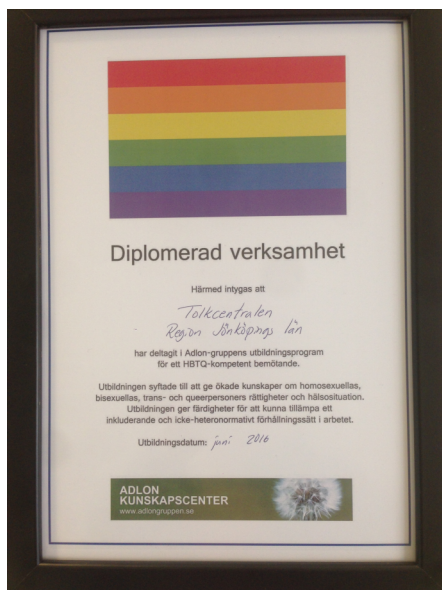 Diplomerad verksamhet
Härmed intygas att
Tolkcentralen
Region Jönköpings län
har deltagit i Adlon-gruppens utbildningsprogram
för ett HBTQ-kompetent bemötande.
Utbildningen syftade till att ge ökade kunskaper om homosexuellas,
bisexuellas, trans- och queerpersoners rättigheter och hälsosituation.
Utbildningen ger färdigheter för att kunna tillämpa ett
inkluderande och icke-heteronormativt förhållningssätt i arbetet.
Utbildningsdatum: juni 2016
ADLON
KUNSKAPSCENTER
www.adlongruppen.se